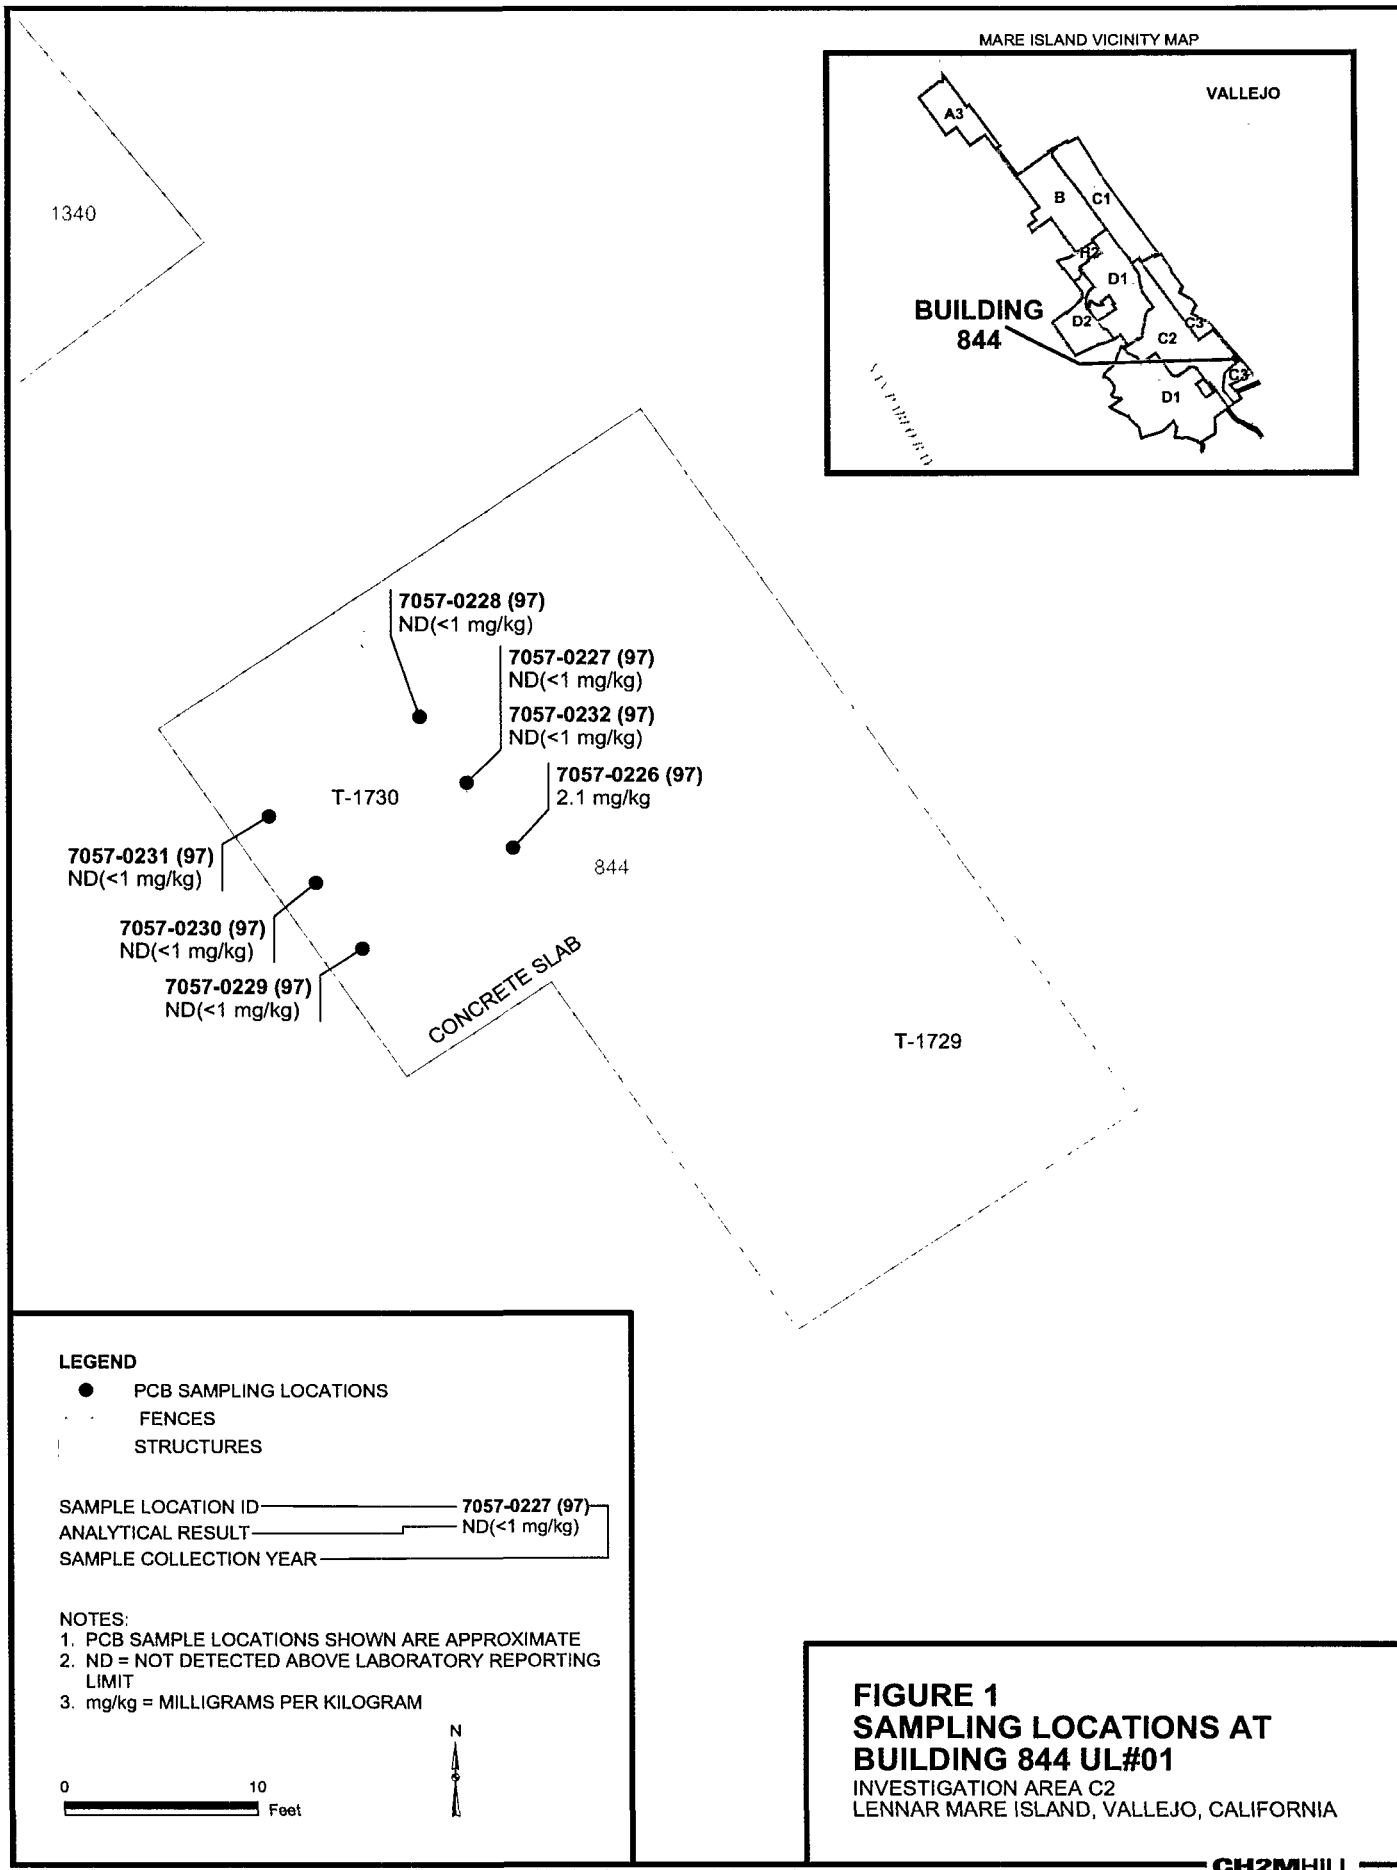 MARE ISLAND VICINITY MAP
VALLEJO
A3
B
C1
H2
D1
D2
C3
C2
C3
D1
BUILDING
844
1340
7057-0228 (97)
ND(<1 mg/kg)
7057-0227 (97)
ND(<1 mg/kg)
7057-0232 (97)
ND(<1 mg/kg)
7057-0226 (97)
2.1 mg/kg
T-1730
844
7057-0231 (97)
ND(<1 mg/kg)
7057-0230 (97)
ND(<1 mg/kg)
7057-0229 (97)
ND(<1 mg/kg)
CONCRETE SLAB
T-1729
LEGEND
PCB SAMPLING LOCATIONS
FENCES
STRUCTURES
SAMPLE LOCATION ID
7057-0227 (97)
ANALYTICAL RESULT
ND(<1 mg/kg)
SAMPLE COLLECTION YEAR
NOTES:
1. PCB SAMPLE LOCATIONS SHOWN ARE APPROXIMATE
2. ND = NOT DETECTED ABOVE LABORATORY REPORTING
LIMIT
3. mg/kg = MILLIGRAMS PER KILOGRAM
N
0 10
Feet
FIGURE 1
SAMPLING LOCATIONS AT
BUILDING 844 UL#01
INVESTIGATION AREA C2
LENNAR MARE ISLAND, VALLEJO, CALIFORNIA
CH2MHILL